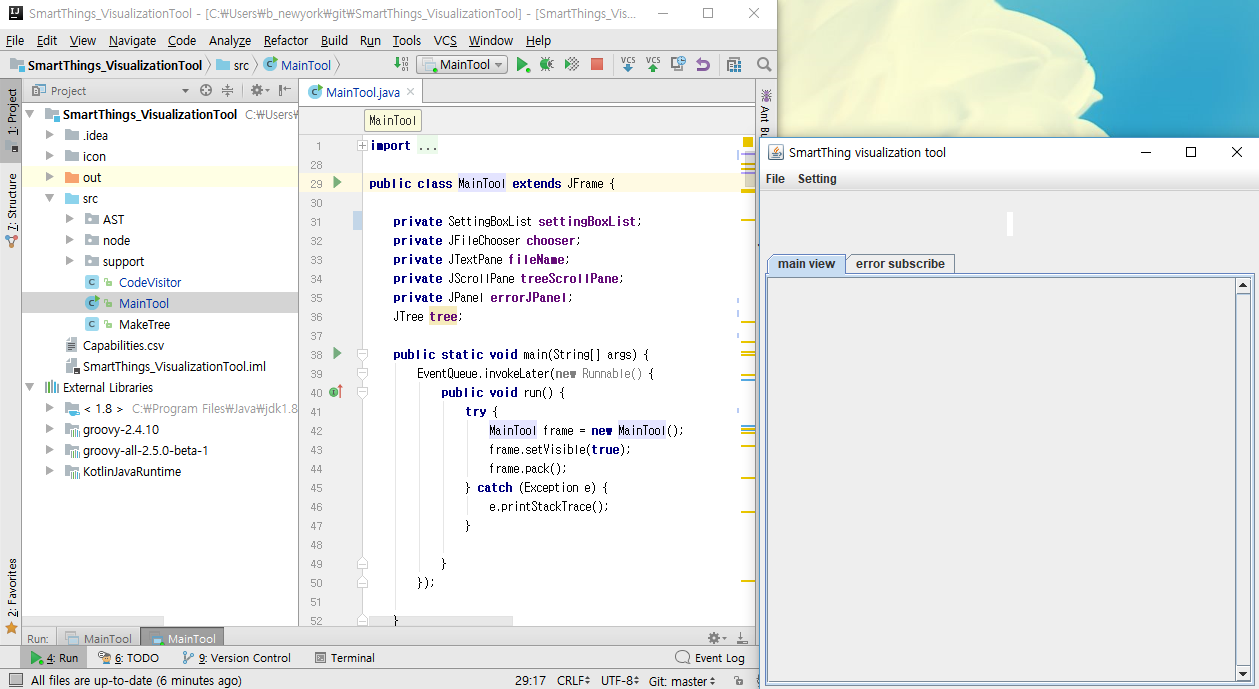 SmartThings_VisualizationTool - [C:₩Users₩b_newyork₩git₩SmartThings_VisualizationTool] - [SmartThings_Vis...
File Edit View Navigate Code Analyze Refactor Build Run Tools VCS Window Help
SmartThings_VisualizationTool src MainTool
MainTool
VCS VCS
1: Project
7: Structure
2: Favorites
Project
SmartThings_VisualizationTool C:₩Users₩
.idea
icon
out
src
AST
node
support
CodeVisitor
MainTool
MakeTree
Capabilities.csv
SmartThings_VisualizationTool.iml
External Libraries
< 1.8 > C:₩Program Files₩Java₩jdk1.8
groovy-2.4.10
groovy-all-2.5.0-beta-1
KotlinJavaRuntime
MainTool.java
MainTool
1 import ...
28
29 public class MainTool extends JFrame {
30
31 private SettingBoxList settingBoxList;
32 private JFileChooser chooser;
33 private JTextPane fileName;
34 private JScrollPane treeScrollPane;
35 private JPanel errorJPanel;
36 JTree tree;
37
38 public static void main(String[] args) {
39 EventQueue.invokeLater(new Runnable() {
40 public void run() {
41 try {
42 MainTool frame = new MainTool();
43 frame.setVisible(true);
44 frame.pack();
45 } catch (Exception e) {
46 e.printStackTrace();
47 }
48
49 }
50 });
51
52 }
Ant Bu
Run: MainTool MainTool
4: Run 6: TODO 9: Version Control Terminal Event Log
All files are up-to-date (6 minutes ago) 29:17 CRLF UTF-8 Git: master
SmartThing visualization tool
File Setting
main view error subscribe